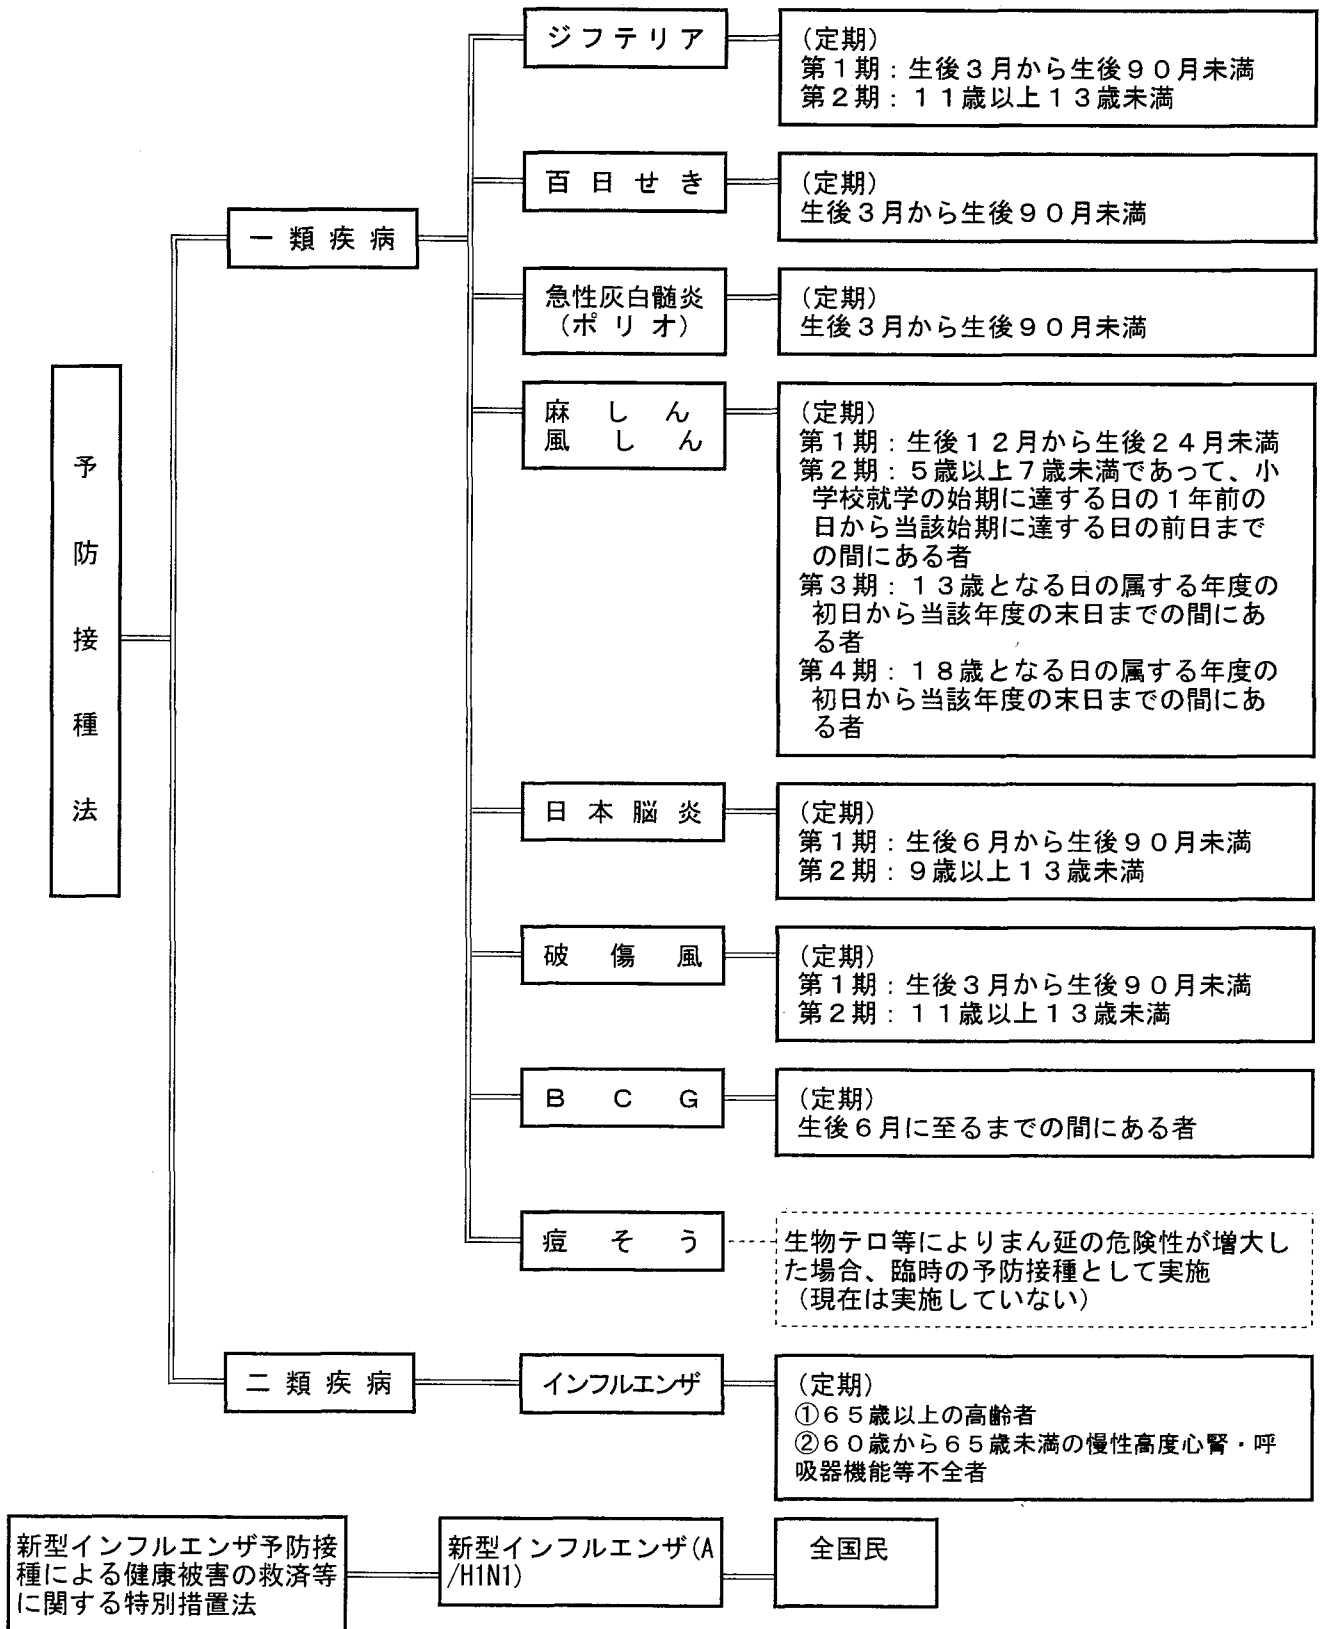 予防接種法
一類疾病
ジフテリア
(定期)
第1期:生後3月から生後90月未満
第2期:11歳以上13歳未満
百日せき
(定期)
生後3月から生後90月未満
急性灰白髄炎
(ポリオ)
(定期)
生後3月から生後90月未満
麻しん
風しん
(定期)
第1期:生後12月から生後24月未満
第2期:5歳以上7歳未満であって、小
学校就学の始期に達する日の1年前の
日から当該始期に達する日の前日まで
の間にある者
第3期:13歳となる日の属する年度の
初日から当該年度の末日までの間にあ
る者
第4期:18歳となる日の属する年度の
初日から当該年度の末日までの間にあ
る者
日本脳炎
(定期)
第1期:生後6月から生後90月未満
第2期:9歳以上13歳未満
破傷風
(定期)
第1期:生後3月から生後90月未満
第2期:11歳以上13歳未満
BCG
(定期)
生後6月に至るまでの間にある者
痘そう
生物テロ等によりまん延の危険性が増大し
た場合、臨時の予防接種として実施
(現在は実施していない)
二類疾病
インフルエンザ
(定期)
①65歳以上の高齢者
②60歳から65歳未満の慢性高度心腎・呼
吸器機能等不全者
新型インフルエンザ予防接
種による健康被害の救済等
に関する特別措置法
新型インフルエンザ(A
/H1N1)
全国民